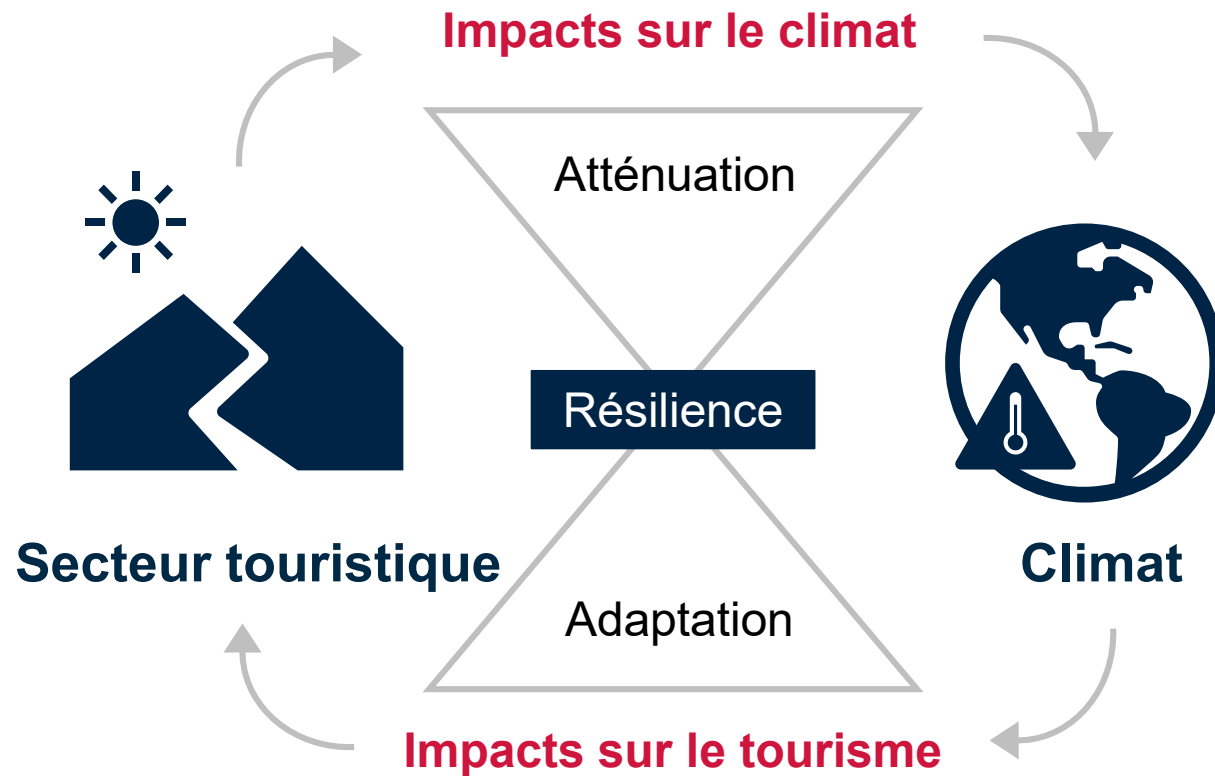 Impacts sur le climat
Atténuation
Résilience
Secteur touristique
Climat
Adaptation
Impacts sur le tourisme